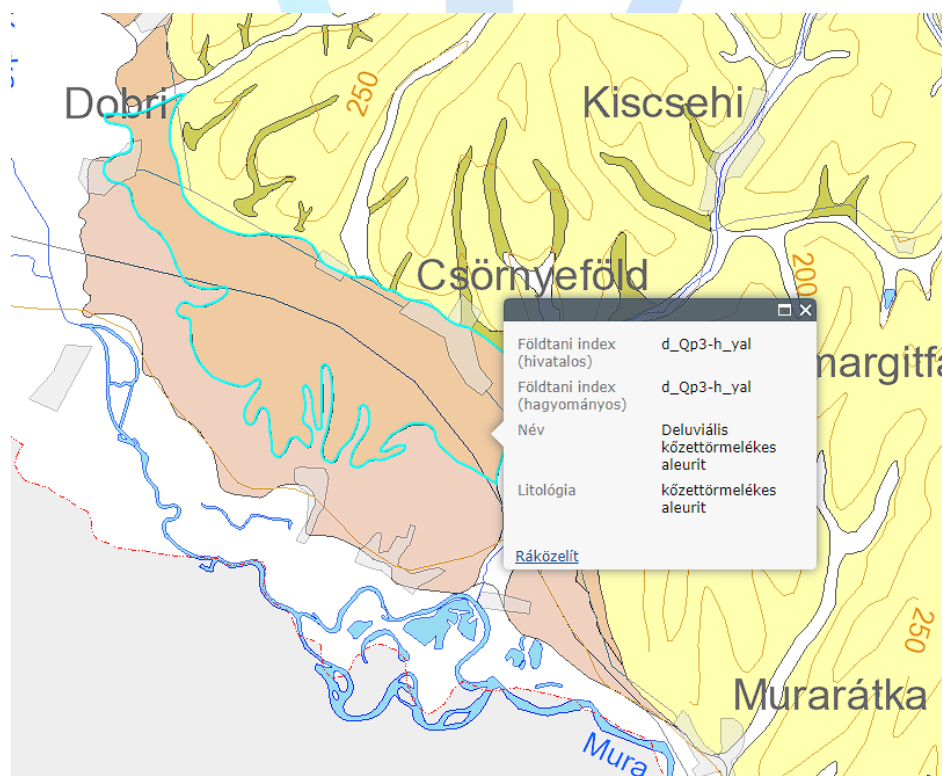 Dobri
250
Kiscsehi
Csörnyeföld
200
Földtani index (hivatalos) d_Qp3-h_yal
Földtani index (hagyományos) d_Qp3-h_yal
Név Deluviális kőzettörmelékes aleurit
Litológia kőzettörmelékes aleurit
Ráközelít
margitfa
250
Murarátka
Mura